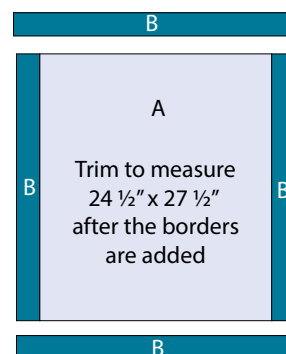 B
A
Trim to measure
24 ½” x 27 ½”
after the borders
are added
B
B
B